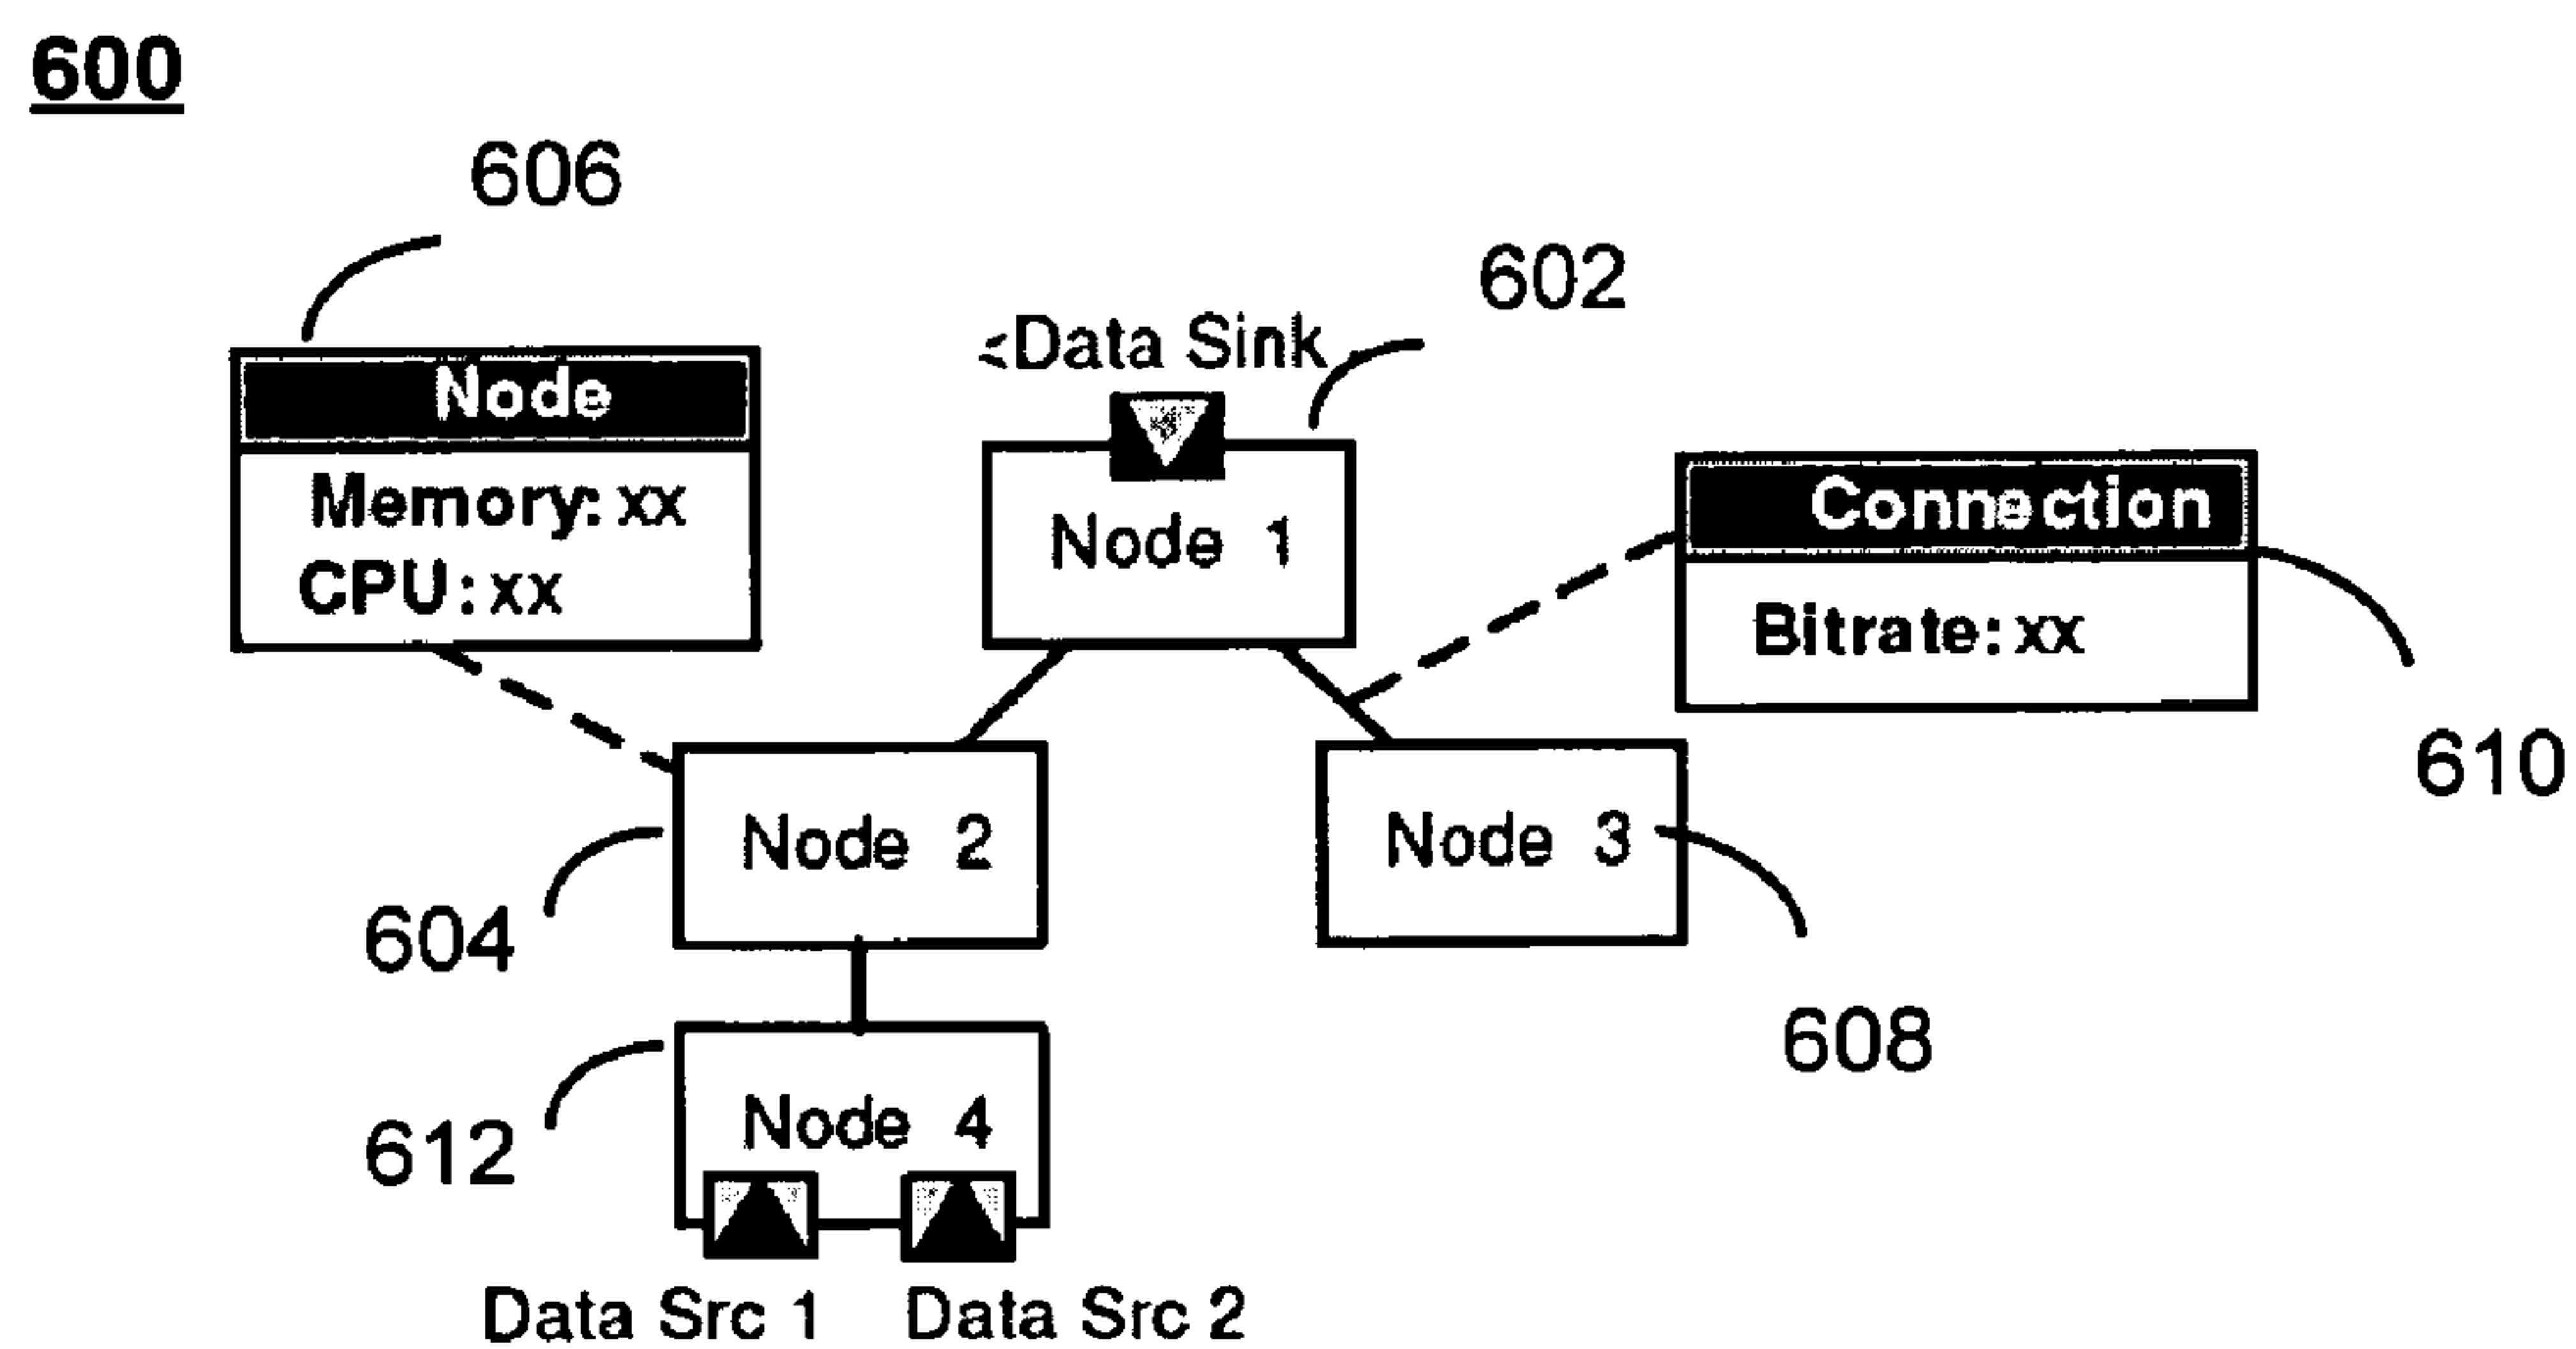 600
606
602
<Data Sink
Node
Memory: xx
CPU: xx
Node 1
Connection
Bitrate: xx
610
Node 2
Node 3
604
608
Node 4
612
Data Src 1
Data Src 2